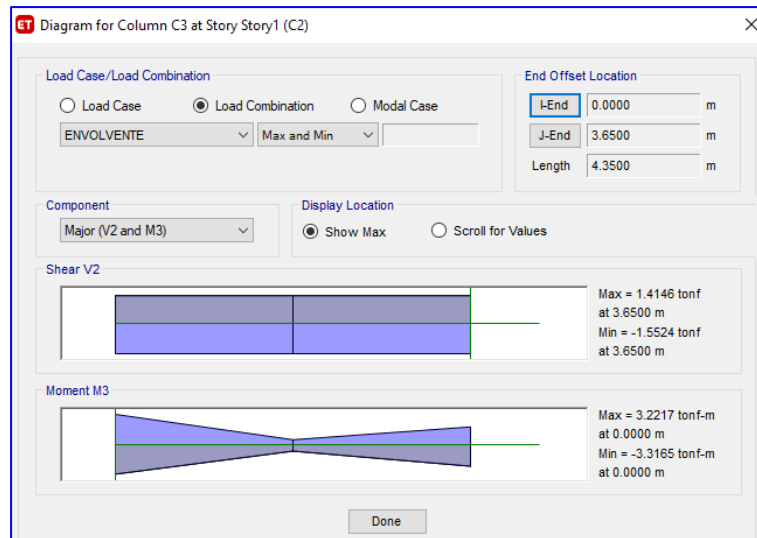 ET Diagram for Column C3 at Story Story1 (C2)
Load Case/Load Combination
Load Case Load Combination Modal Case
ENVOLVENTE Max and Min
End Offset Location
I-End 0.0000 m
J-End 3.6500 m
Length 4.3500 m
Component
Major (V2 and M3)
Display Location
Show Max Scroll for Values
Shear V2
Max = 1.4146 tonf
at 3.6500 m
Min = -1.5524 tonf
at 3.6500 m
Moment M3
Max = 3.2217 tonf-m
at 0.0000 m
Min = -3.3165 tonf-m
at 0.0000 m
Done